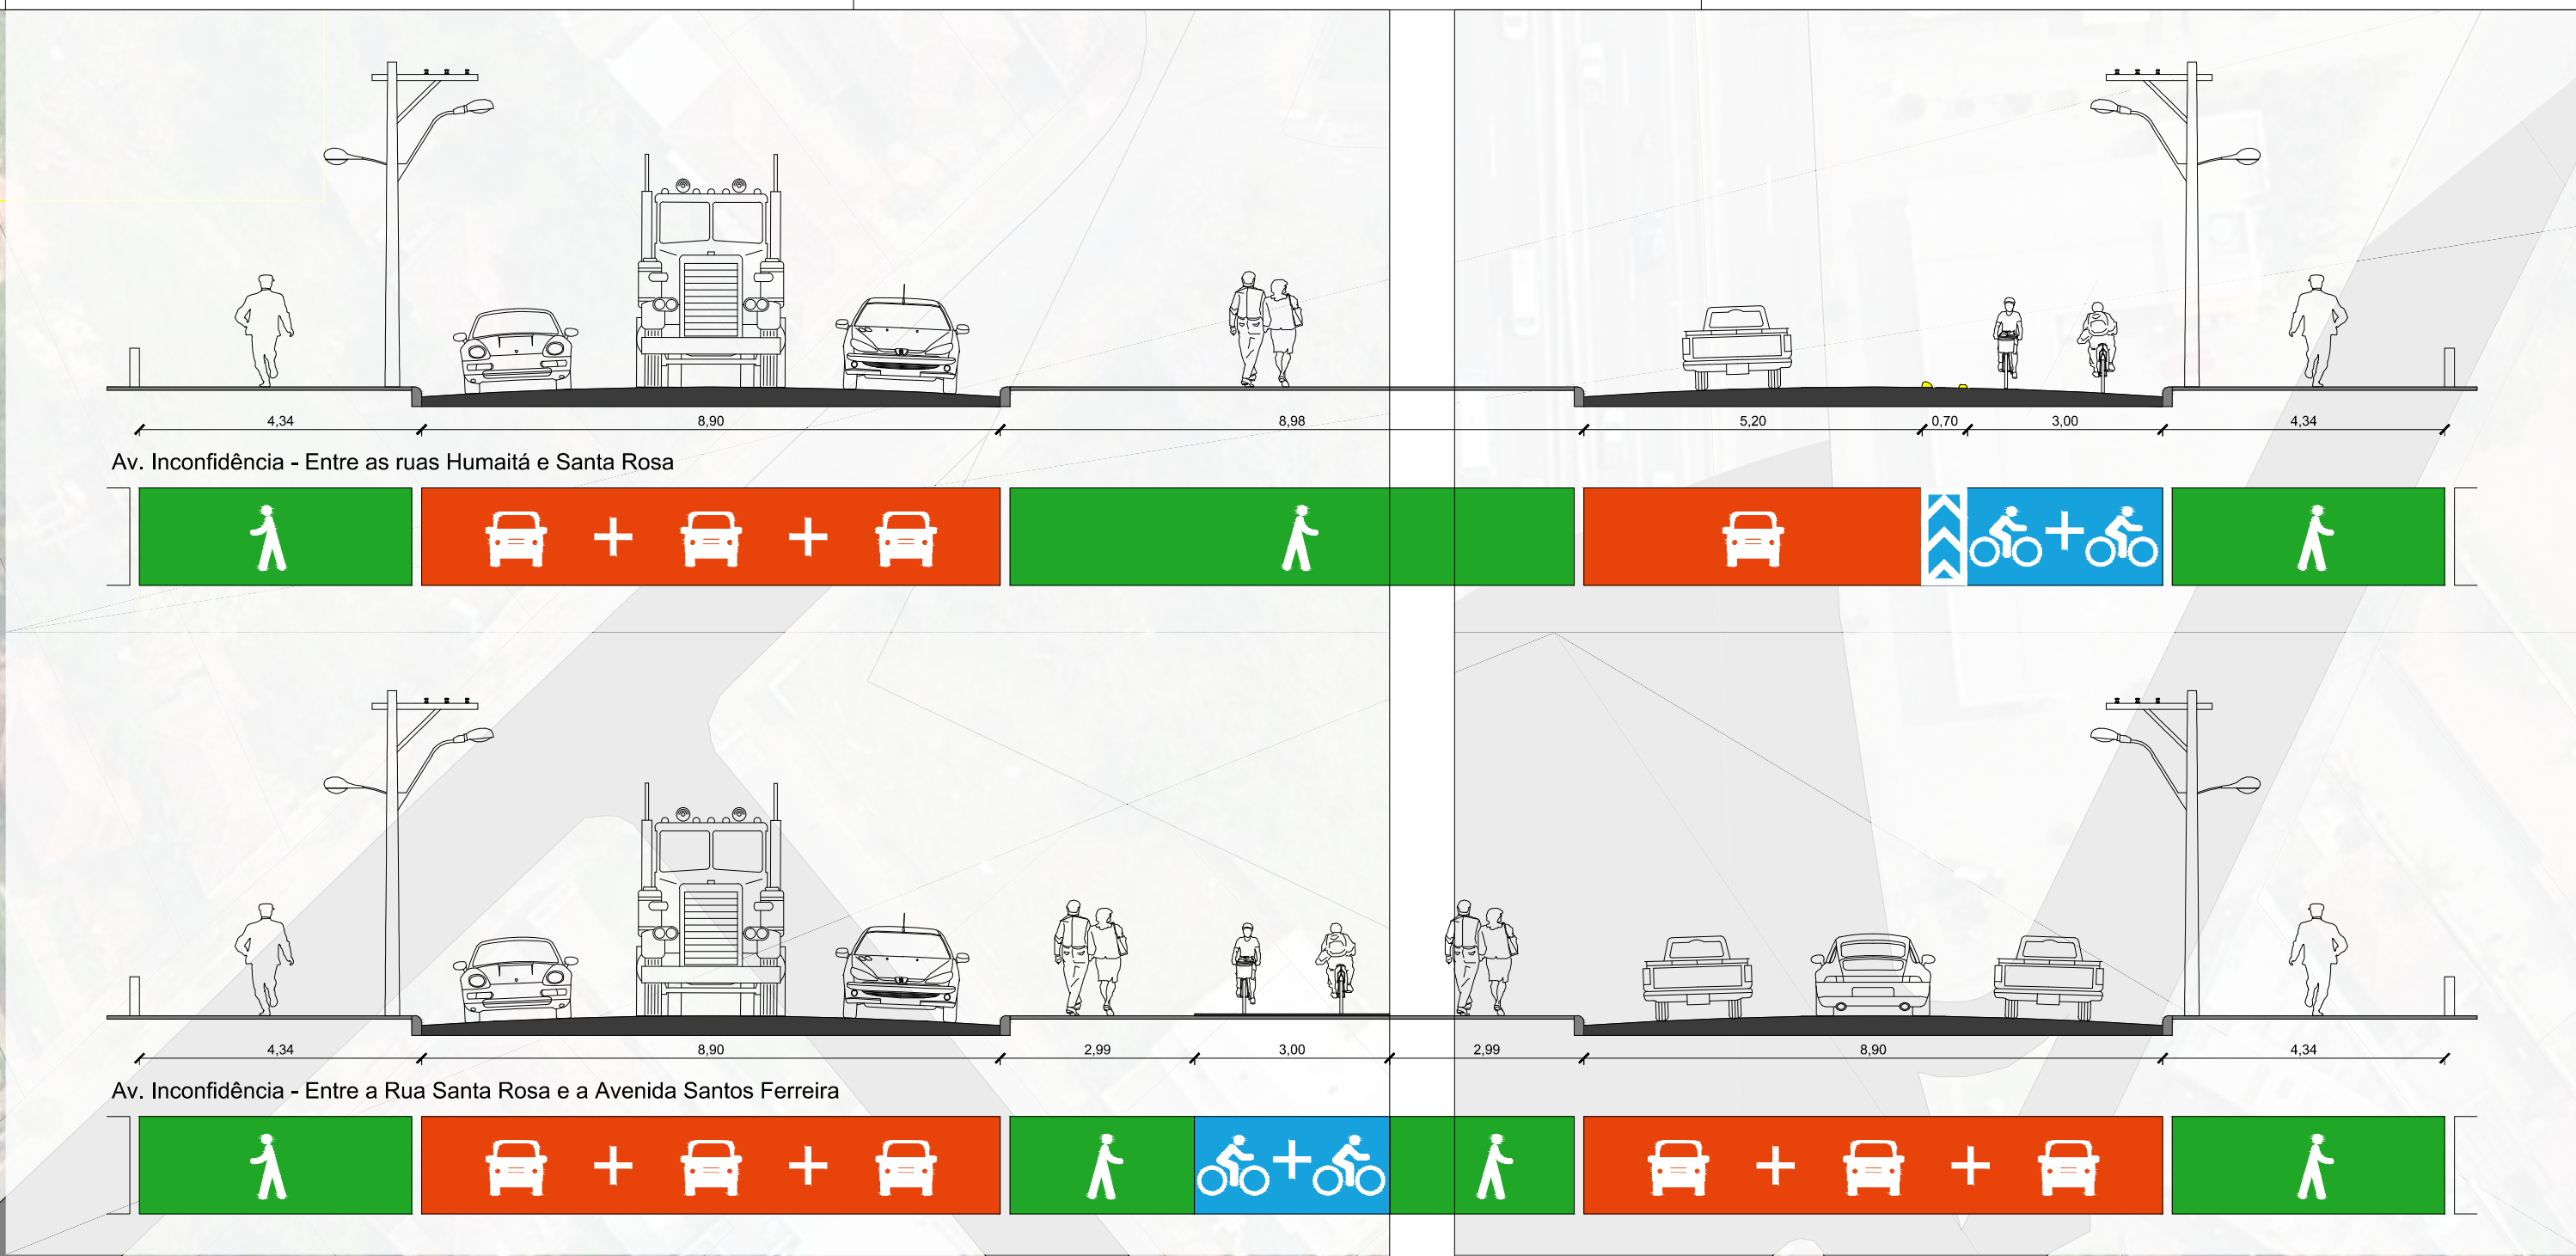 4,34 8,90 8,98 5,20 0,70 3,00 4,34
Av. Inconfidência - Entre as ruas Humaitá e Santa Rosa
4,34 8,90 2,99 3,00 2,99 8,90 4,34
Av. Inconfidência - Entre a Rua Santa Rosa e a Avenida Santos Ferreira